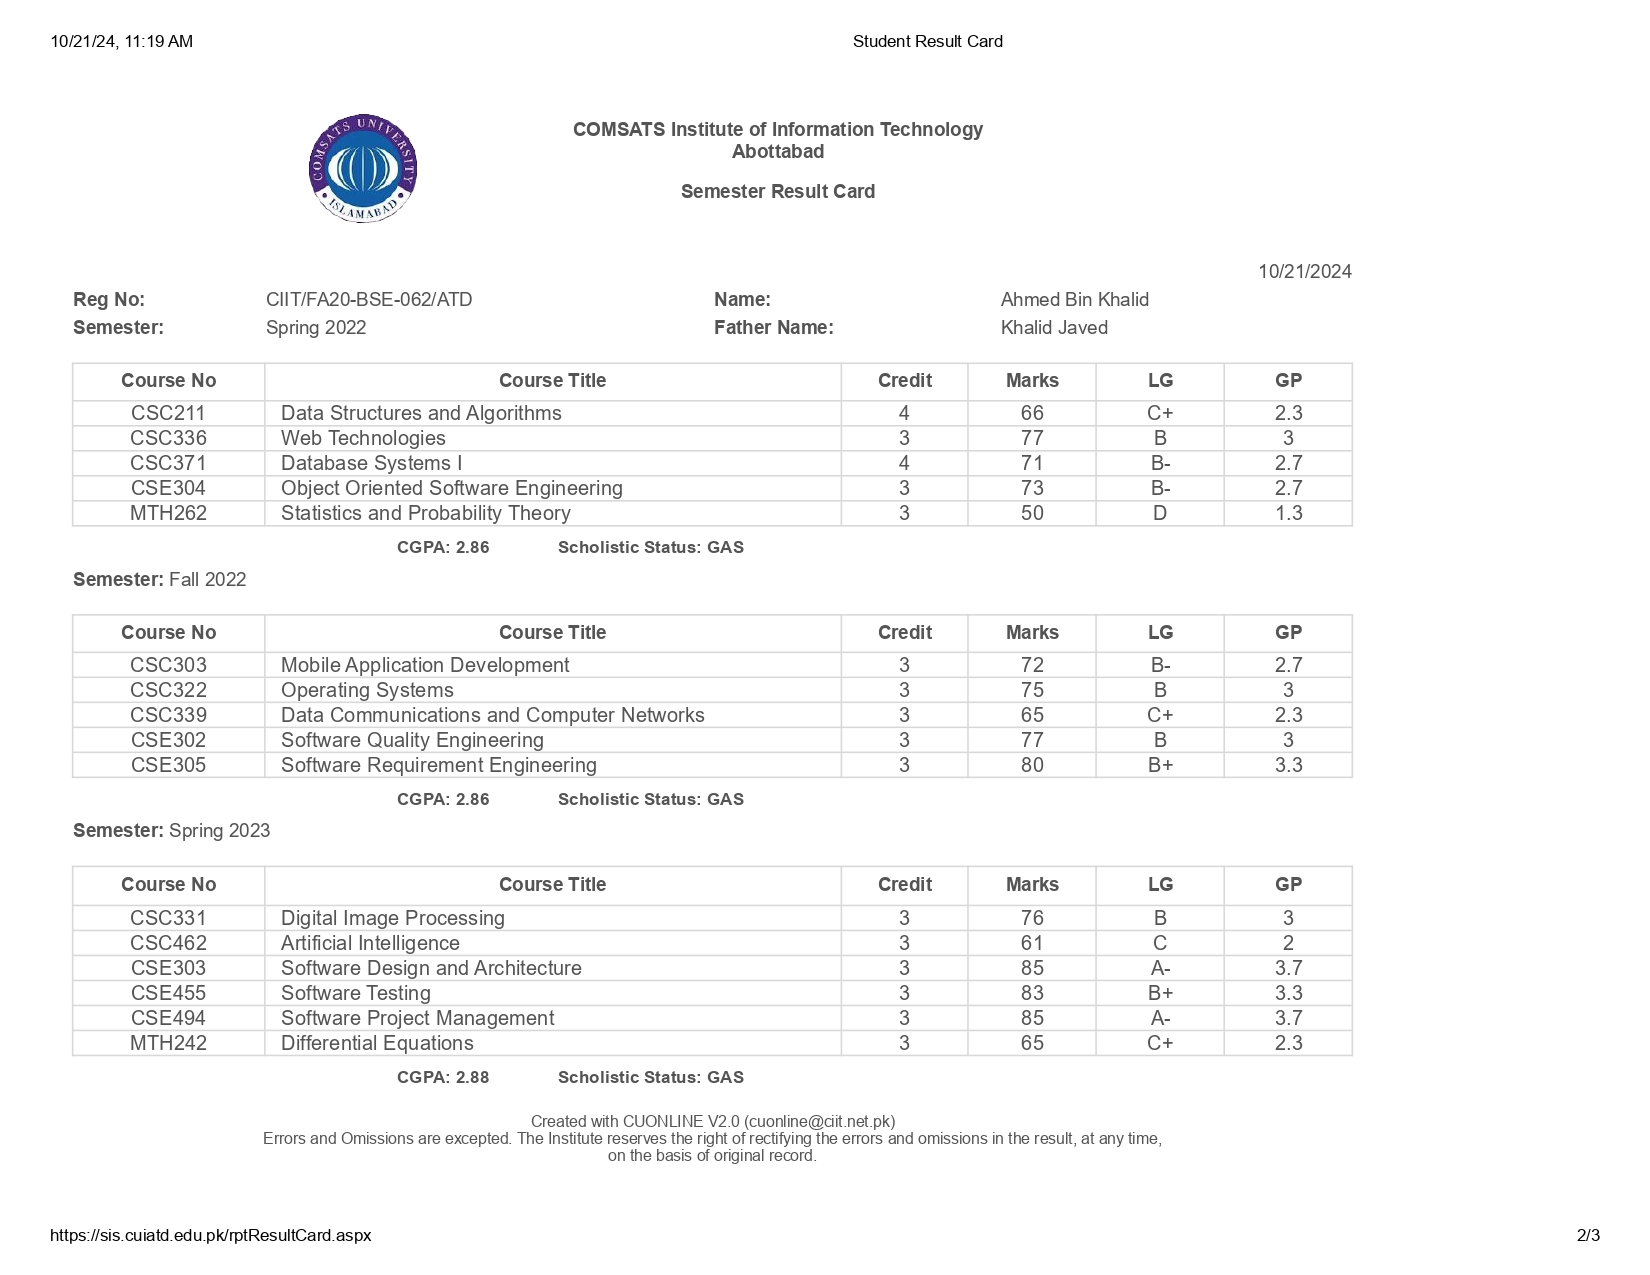 10/21/24, 11:19 AM Student Result Card
COMSATS UNIVERSITY
ISLAMABAD
COMSATS Institute of Information Technology
Abottabad
Semester Result Card
10/21/2024
Reg No: CIIT/FA20-BSE-062/ATD Name: Ahmed Bin Khalid
Semester: Spring 2022 Father Name: Khalid Javed
Course No Course Title Credit Marks LG GP
CSC211 Data Structures and Algorithms 4 66 C+ 2.3
CSC336 Web Technologies 3 77 B 3
CSC371 Database Systems I 4 71 B- 2.7
CSE304 Object Oriented Software Engineering 3 73 B- 2.7
MTH262 Statistics and Probability Theory 3 50 D 1.3
CGPA: 2.86 Scholistic Status: GAS
Semester: Fall 2022
Course No Course Title Credit Marks LG GP
CSC303 Mobile Application Development 3 72 B- 2.7
CSC322 Operating Systems 3 75 B 3
CSC339 Data Communications and Computer Networks 3 65 C+ 2.3
CSE302 Software Quality Engineering 3 77 B 3
CSE305 Software Requirement Engineering 3 80 B+ 3.3
CGPA: 2.86 Scholistic Status: GAS
Semester: Spring 2023
Course No Course Title Credit Marks LG GP
CSC331 Digital Image Processing 3 76 B 3
CSC462 Artificial Intelligence 3 61 C 2
CSE303 Software Design and Architecture 3 85 A- 3.7
CSE455 Software Testing 3 83 B+ 3.3
CSE494 Software Project Management 3 85 A- 3.7
MTH242 Differential Equations 3 65 C+ 2.3
CGPA: 2.88 Scholistic Status: GAS
Created with CUONLINE V2.0 (cuonline@ciit.net.pk)
Errors and Omissions are excepted. The Institute reserves the right of rectifying the errors and omissions in the result, at any time,
on the basis of original record.
https://sis.cuiatd.edu.pk/rptResultCard.aspx 2/3